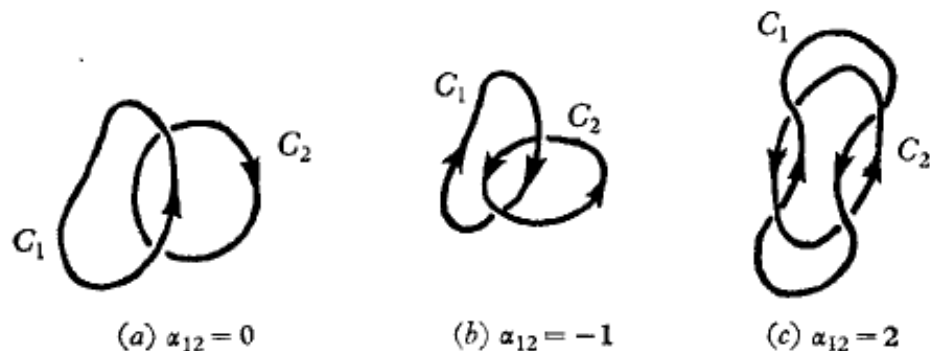 C₁
C₂
C₁
C₂
C₁
C₂
(a) α₁₂ = 0
(b) α₁₂ = −1
(c) α₁₂ = 2